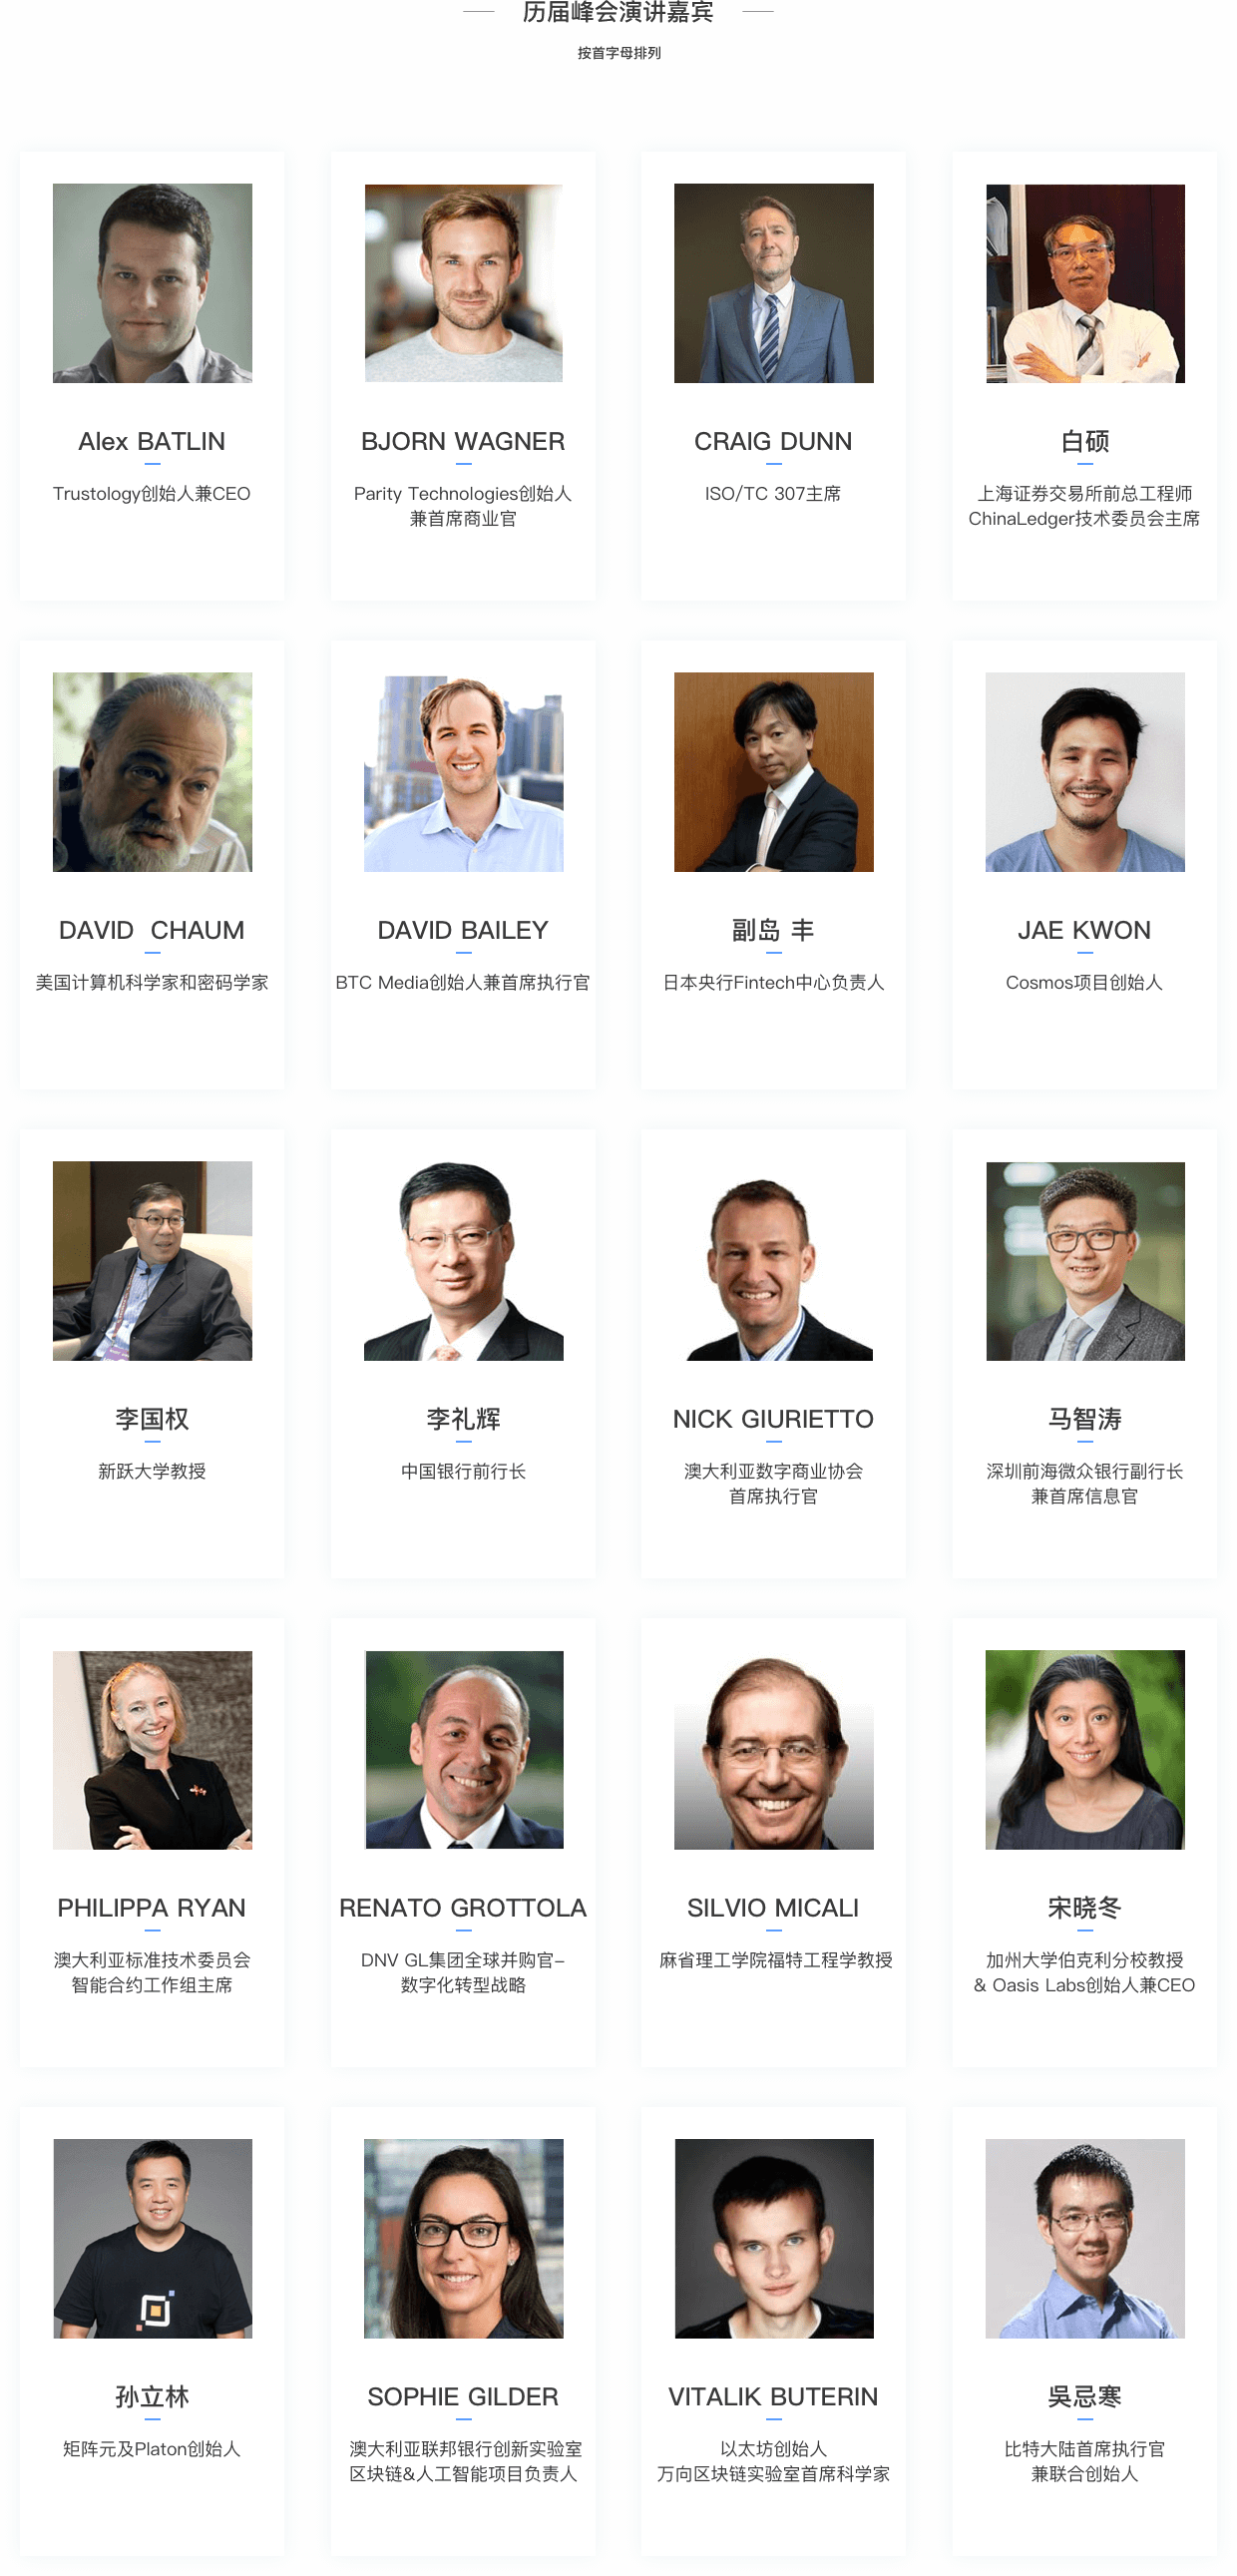 历届峰会演讲嘉宾
按首字母排列
Alex BATLIN
Trustology创始人兼CEO
BJORN WAGNER
Parity Technologies创始人
兼首席商业官
CRAIG DUNN
ISO/TC 307主席
白硕
上海证券交易所前总工程师
ChinaLedger技术委员会主席
DAVID CHAUM
美国计算机科学家和密码学家
DAVID BAILEY
BTC Media创始人兼首席执行官
副岛 丰
日本央行Fintech中心负责人
JAE KWON
Cosmos项目创始人
李国权
新跃大学教授
李礼辉
中国银行前行长
NICK GIURIETTO
澳大利亚数字商业协会
首席执行官
马智涛
深圳前海微众银行副行长
兼首席信息官
PHILIPPA RYAN
澳大利亚标准技术委员会
智能合约工作组主席
RENATO GROTTOLA
DNV GL集团全球并购官–
数字化转型战略
SILVIO MICALI
麻省理工学院福特工程学教授
宋晓冬
加州大学伯克利分校教授
& Oasis Labs创始人兼CEO
孙立林
矩阵元及Platon创始人
SOPHIE GILDER
澳大利亚联邦银行创新实验室
区块链&人工智能项目负责人
VITALIK BUTERIN
以太坊创始人
万向区块链实验室首席科学家
吳忌寒
比特大陆首席执行官
兼联合创始人